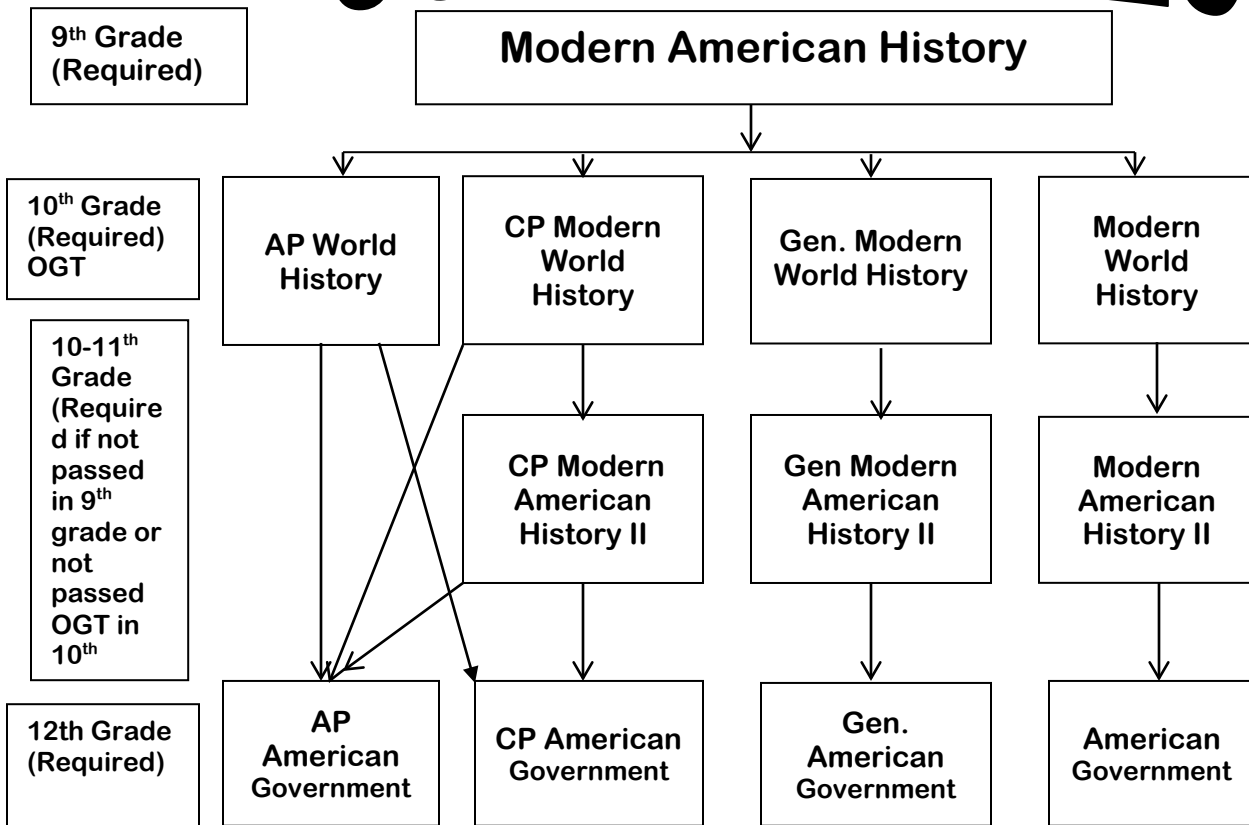 9th Grade
(Required)
Modern American History
10th Grade
(Required)
OGT
AP World
History
CP Modern
World
History
Gen. Modern
World History
Modern
World
History
10-11th
Grade
(Require
d if not
passed
in 9th
grade or
not
passed
OGT in
10th
CP Modern
American
History II
Gen Modern
American
History II
Modern
American
History II
12th Grade
(Required)
AP
American
Government
CP American
Government
Gen.
American
Government
American
Government